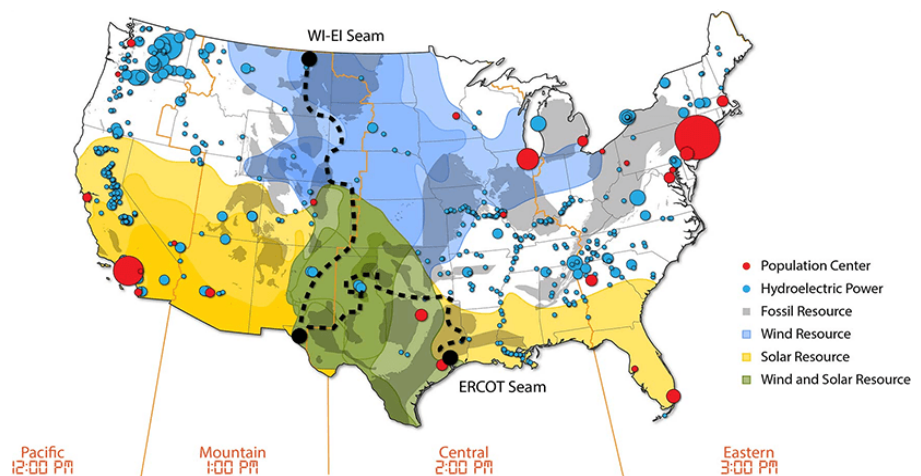 WI-EI Seam
Population Center
Hydroelectric Power
Fossil Resource
Wind Resource
Solar Resource
Wind and Solar Resource
ERCOT Seam
Pacific
12:00 PM
Mountain
1:00 PM
Central
2:00 PM
Eastern
3:00 PM